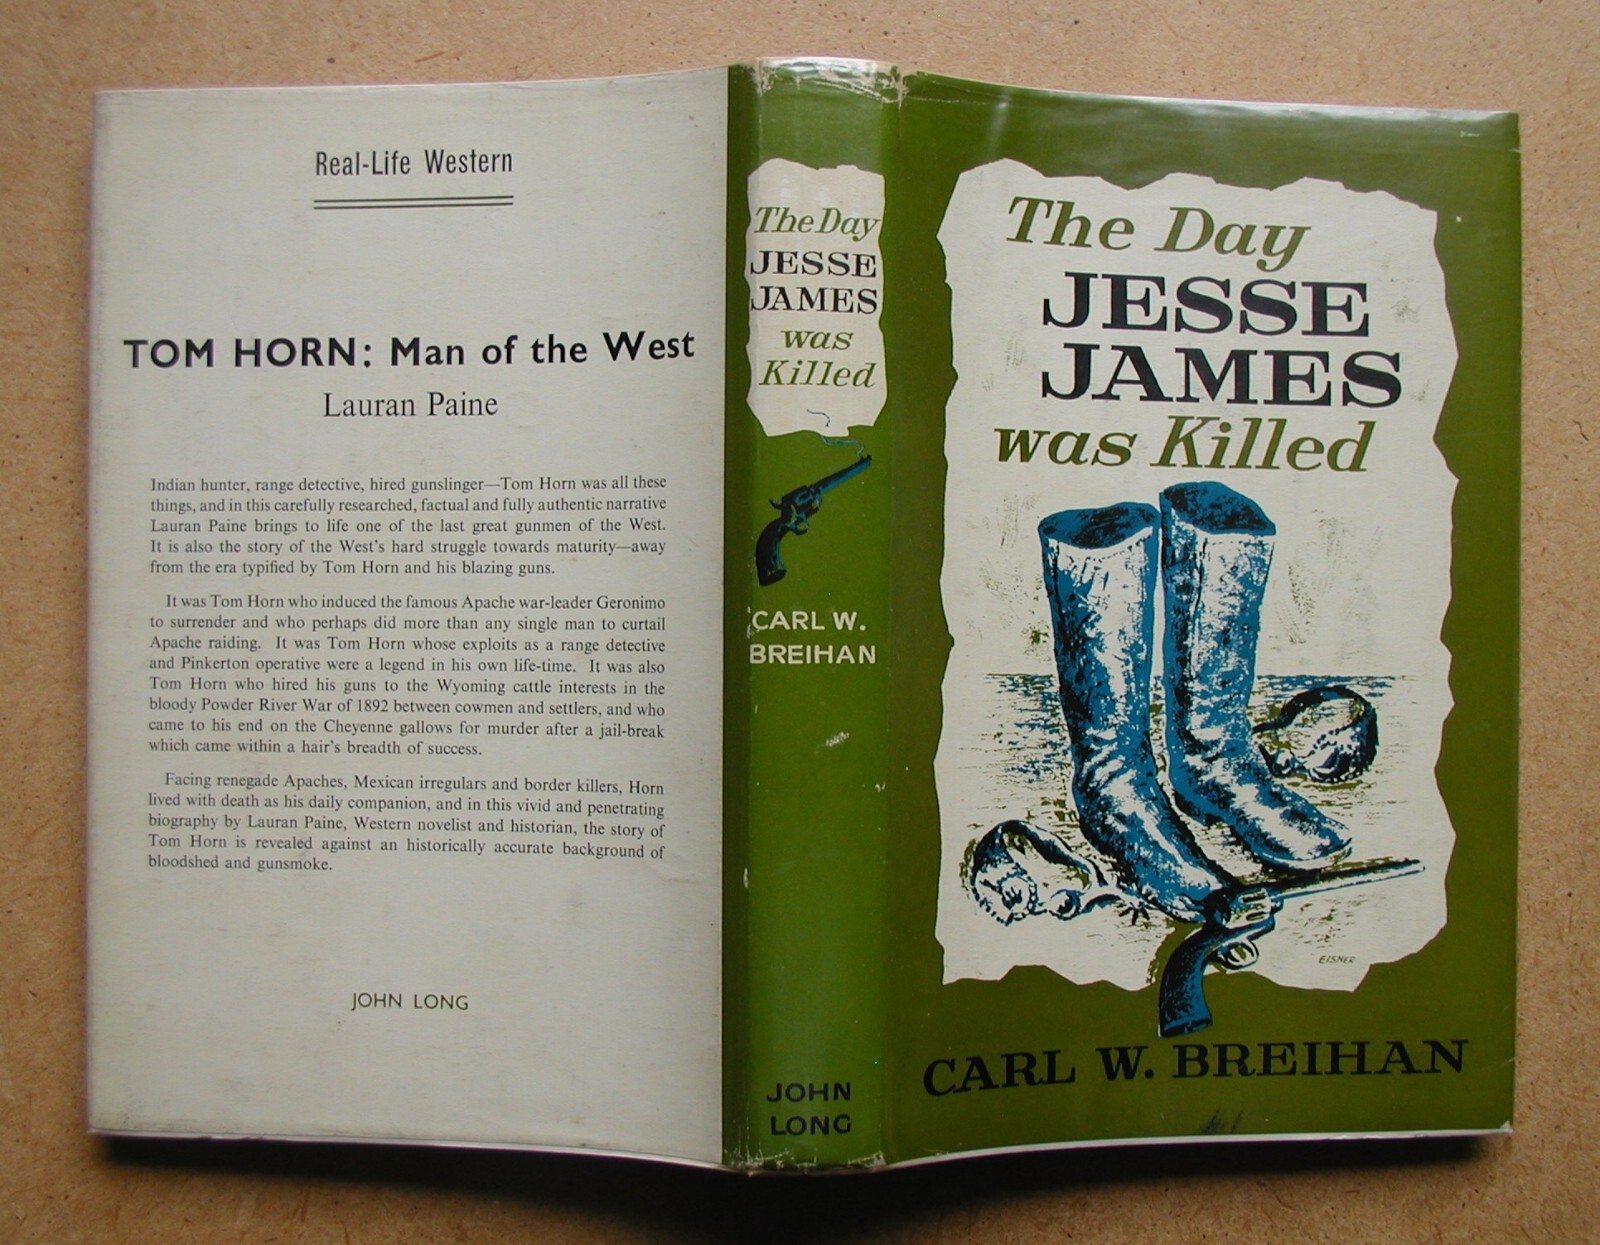 Real-Life Western
TOM HORN: Man of the West
Lauran Paine
Indian hunter, range detective, hired gunslinger—Tom Horn was all these
things, and in this carefully researched, factual and fully authentic narrative
Lauran Paine brings to life one of the last great gunmen of the West.
It is also the story of the West's hard struggle towards maturity—away
from the era typified by Tom Horn and his blazing guns.
It was Tom Horn who induced the famous Apache war-leader Geronimo
to surrender and who perhaps did more than any single man to curtail
Apache raiding. It was Tom Horn whose exploits as a range detective
and Pinkerton operative were a legend in his own life-time. It was also
Tom Horn who hired his guns to the Wyoming cattle interests in the
bloody Powder River War of 1892 between cowmen and settlers, and who
came to his end on the Cheyenne gallows for murder after a jail-break
which came within a hair's breadth of success.
Facing renegade Apaches, Mexican irregulars and border killers, Horn
lived with death as his daily companion, and in this vivid and penetrating
biography by Lauran Paine, Western novelist and historian, the story of
Tom Horn is revealed against an historically accurate background of
bloodshed and gunsmoke.
JOHN LONG
The Day
JESSE
JAMES
was
Killed
CARL W.
BREIHAN
JOHN
LONG
The Day
JESSE
JAMES
was Killed
EISNER
CARL W. BREIHAN